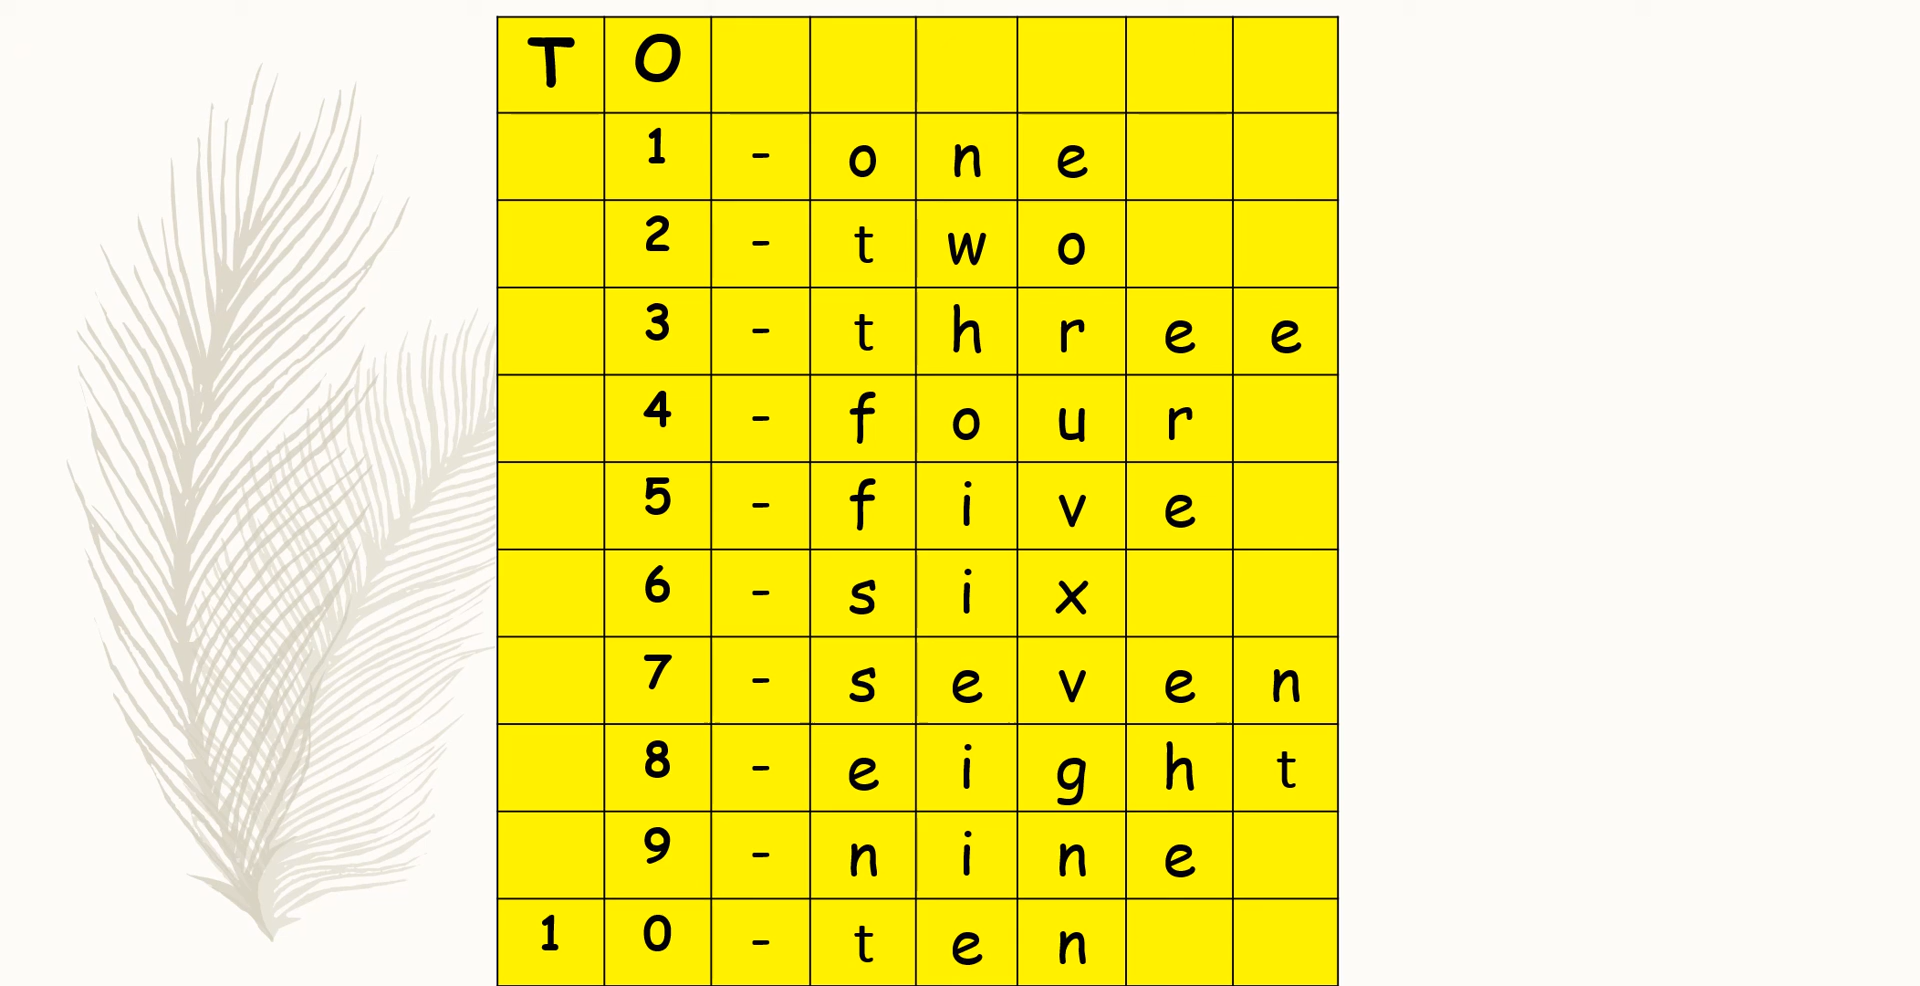 T O
1 - o n e
2 - t w o
3 - t h r e e
4 - f o u r
5 - f i v e
6 - s i x
7 - s e v e n
8 - e i g h t
9 - n i n e
1 0 - t e n